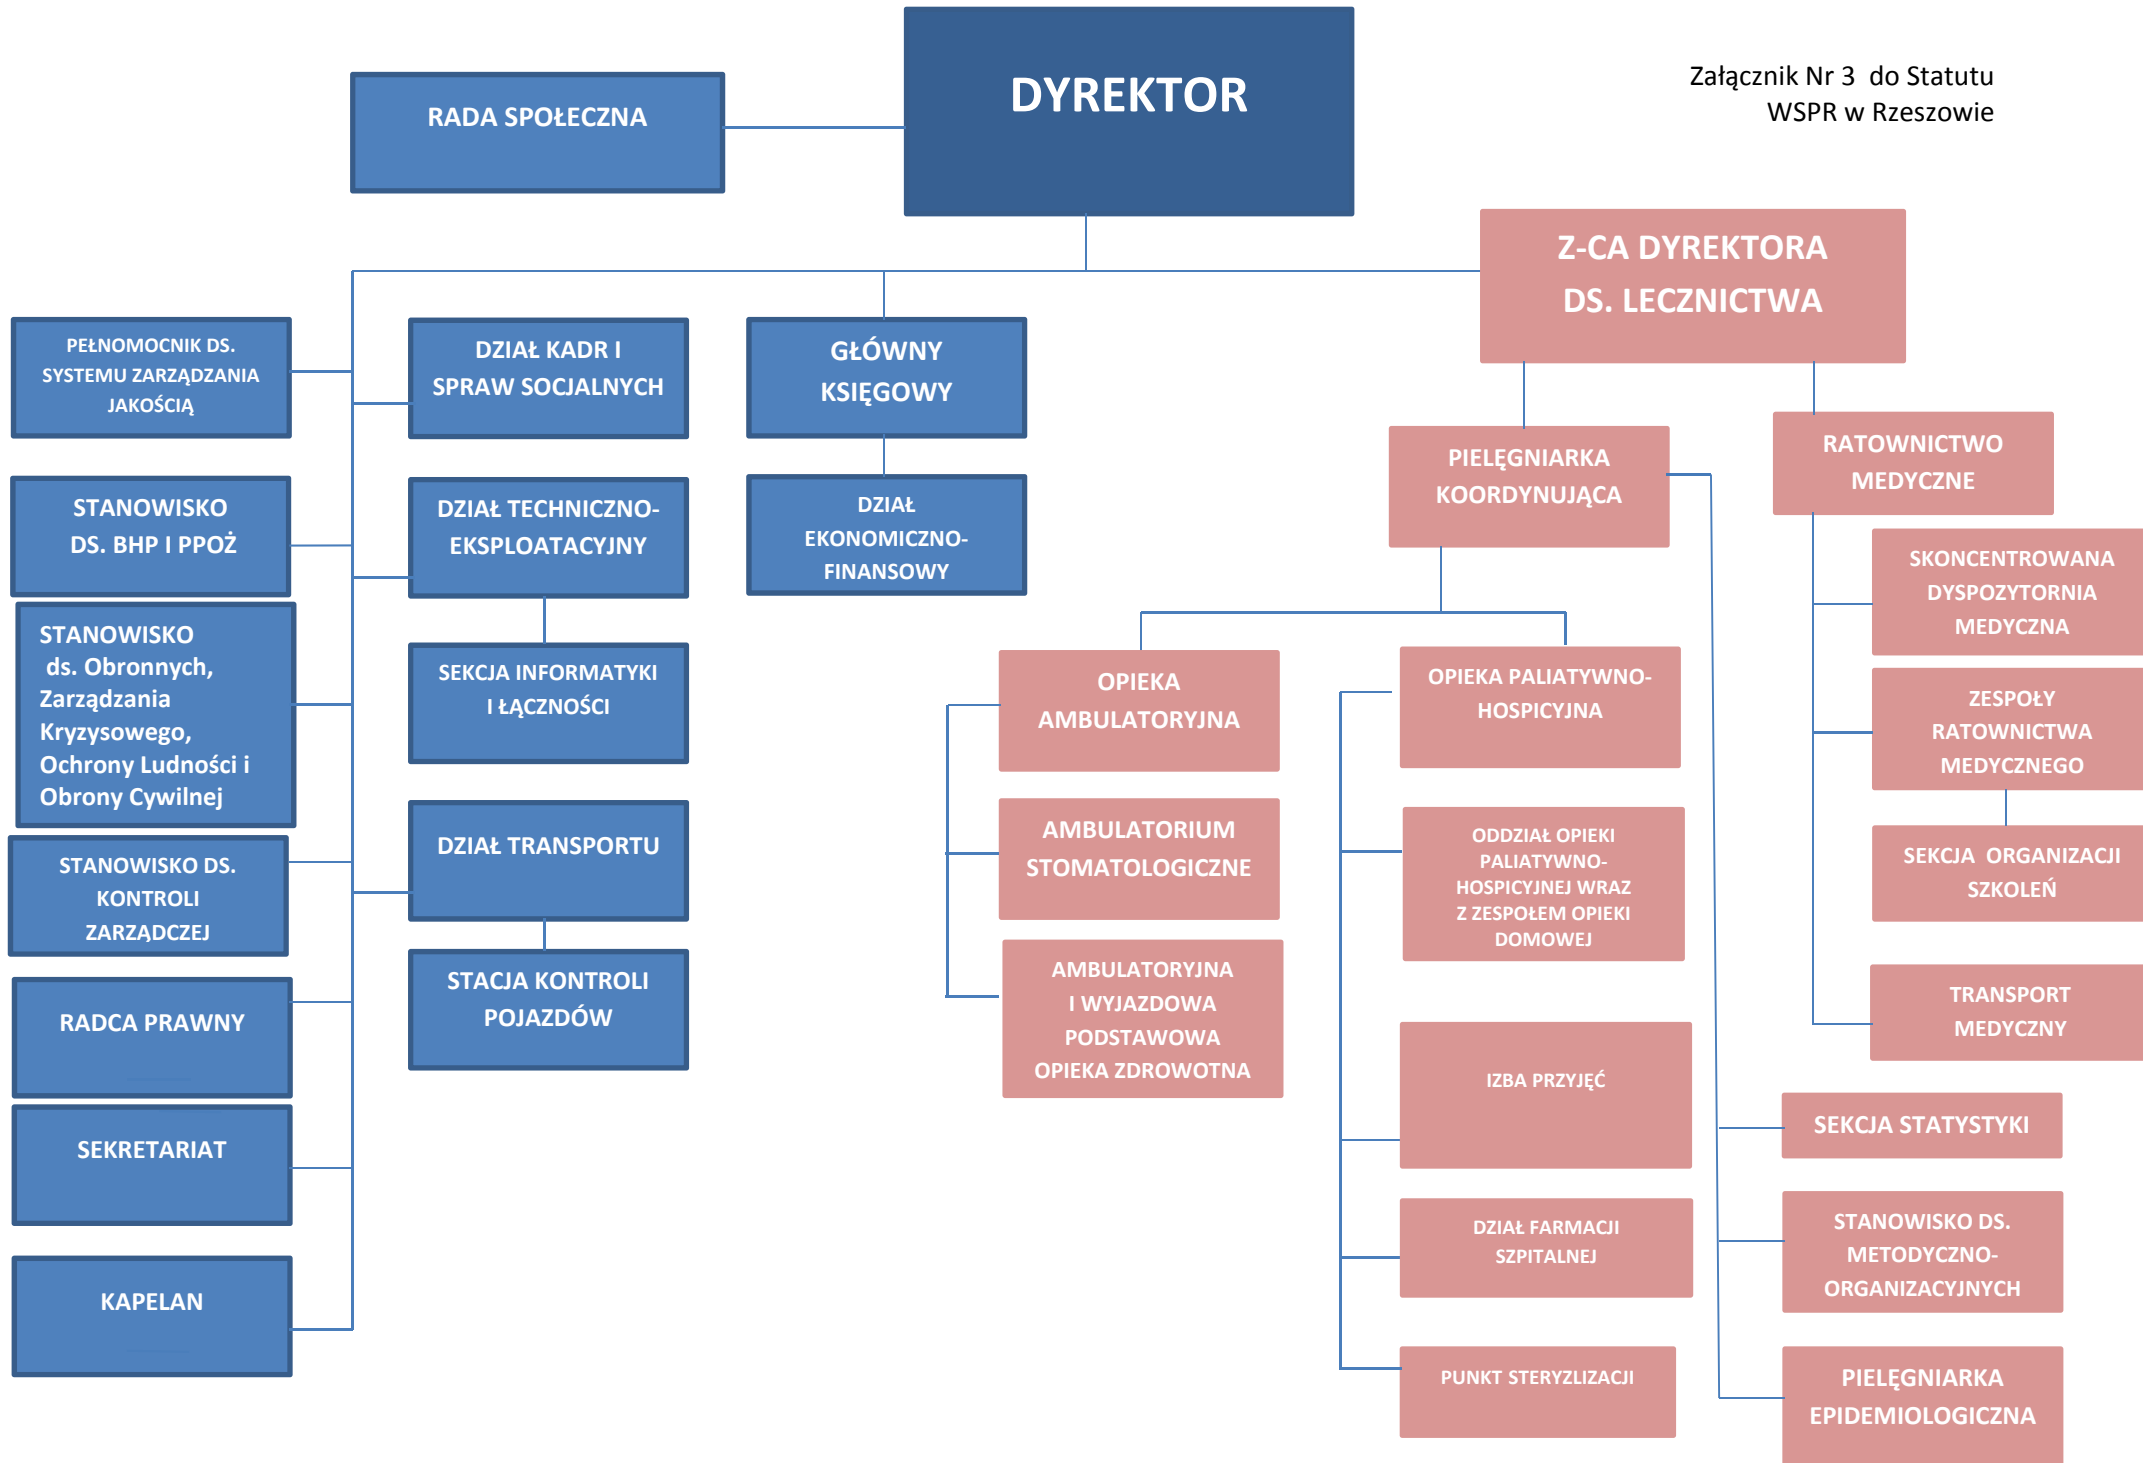 DYREKTOR
RADA SPOŁECZNA
Załącznik Nr 3  do Statutu
WSPR w Rzeszowie
Z-CA DYREKTORA
DS. LECZNICTWA
PEŁNOMOCNIK DS.
SYSTEMU ZARZĄDZANIA
JAKOŚCIĄ
STANOWISKO
DS. BHP I PPOŻ
STANOWISKO
ds. Obronnych,
Zarządzania
Kryzysowego,
Ochrony Ludności i
Obrony Cywilnej
STANOWISKO DS.
KONTROLI
ZARZĄDCZEJ
RADCA PRAWNY
SEKRETARIAT
KAPELAN
DZIAŁ KADR I
SPRAW SOCJALNYCH
DZIAŁ TECHNICZNO-
EKSPLOATACYJNY
SEKCJA INFORMATYKI
I ŁĄCZNOŚCI
DZIAŁ TRANSPORTU
STACJA KONTROLI
POJAZDÓW
GŁÓWNY
KSIĘGOWY
DZIAŁ
EKONOMICZNO-
FINANSOWY
PIELĘGNIARKA
KOORDYNUJĄCA
OPIEKA
AMBULATORYJNA
AMBULATORIUM
STOMATOLOGICZNE
AMBULATORYJNA
I WYJAZDOWA
PODSTAWOWA
OPIEKA ZDROWOTNA
OPIEKA PALIATYWNO-
HOSPICYJNA
ODDZIAŁ OPIEKI
PALIATYWNO-
HOSPICYJNEJ WRAZ
Z ZESPOŁEM OPIEKI
DOMOWEJ
IZBA PRZYJĘĆ
DZIAŁ FARMACJI
SZPITALNEJ
PUNKT STERYZLIZACJI
RATOWNICTWO
MEDYCZNE
SKONCENTROWANA
DYSPOZYTORNIA
MEDYCZNA
ZESPOŁY
RATOWNICTWA
MEDYCZNEGO
SEKCJA  ORGANIZACJI
SZKOLEŃ
TRANSPORT
MEDYCZNY
SEKCJA STATYSTYKI
STANOWISKO DS.
METODYCZNO-
ORGANIZACYJNYCH
PIELĘGNIARKA
EPIDEMIOLOGICZNA